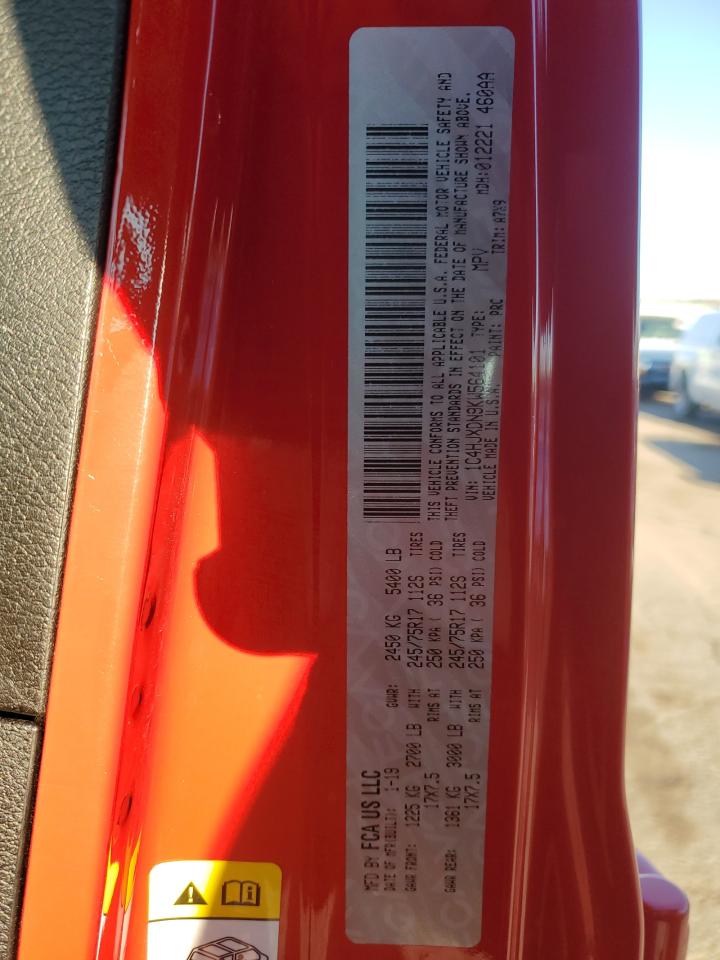 MFD BY FCA US LLC
DATE OF MFR(BUILT): 1-19 GVWR: 2450 KG 5400 LB
GAWR FRONT: 1225 KG 2700 LB WITH 245/75R17 112S TIRES
17X7.5 RIMS AT 250 KPA ( 36 PSI) COLD
GAWR REAR: 1361 KG 3000 LB WITH 245/75R17 112S TIRES
17X7.5 RIMS AT 250 KPA ( 36 PSI) COLD
THIS VEHICLE CONFORMS TO ALL APPLICABLE U.S.A. FEDERAL MOTOR VEHICLE SAFETY AND
THEFT PREVENTION STANDARDS IN EFFECT ON THE DATE OF MANUFACTURE SHOWN ABOVE.
VIN: 1C4HJXDN9KW564101 TYPE: MPV MDH:012221 460AA
VEHICLE MADE IN U.S.A. PAINT: PRC TRIM: A7X9